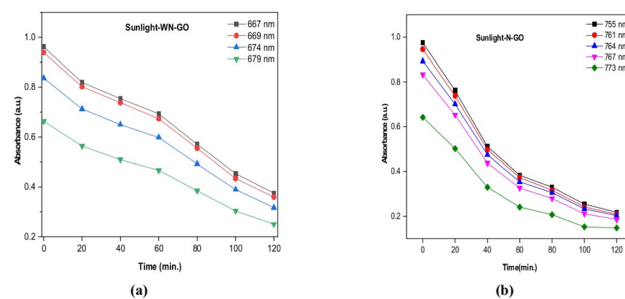 Sunlight-WN-GO
667 nm
669 nm
674 nm
679 nm
Absorbance (a.u.)
1.0
0.8
0.6
0.4
0.2
0 20 40 60 80 100 120
Time (min.)
(a)
Sunlight-N-GO
755 nm
761 nm
764 nm
767 nm
773 nm
Absorbance (a.u.)
1.0
0.8
0.6
0.4
0.2
0 20 40 60 80 100 120
Time(min.)
(b)